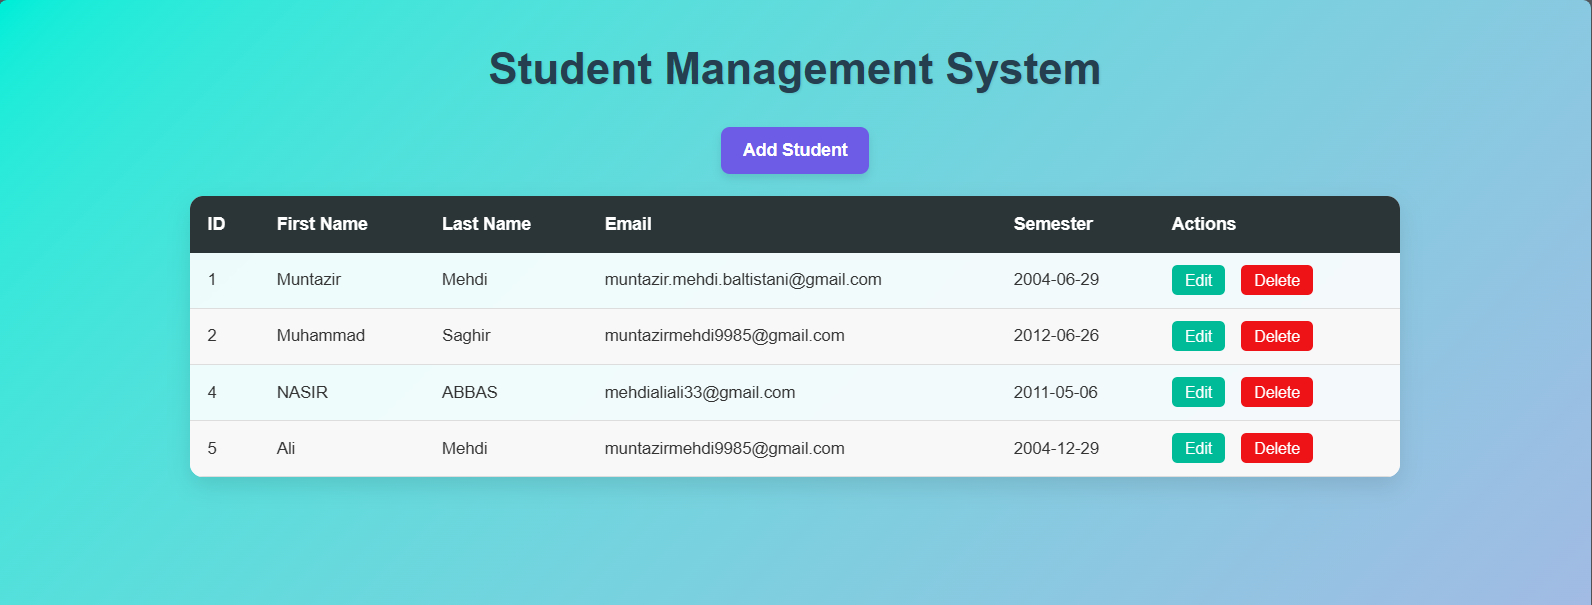 Student Management System
Add Student
ID First Name Last Name Email Semester Actions
1 Muntazir Mehdi muntazir.mehdi.baltistani@gmail.com 2004-06-29 Edit Delete
2 Muhammad Saghir muntazirmehdi9985@gmail.com 2012-06-26 Edit Delete
4 NASIR ABBAS mehdialiali33@gmail.com 2011-05-06 Edit Delete
5 Ali Mehdi muntazirmehdi9985@gmail.com 2004-12-29 Edit Delete